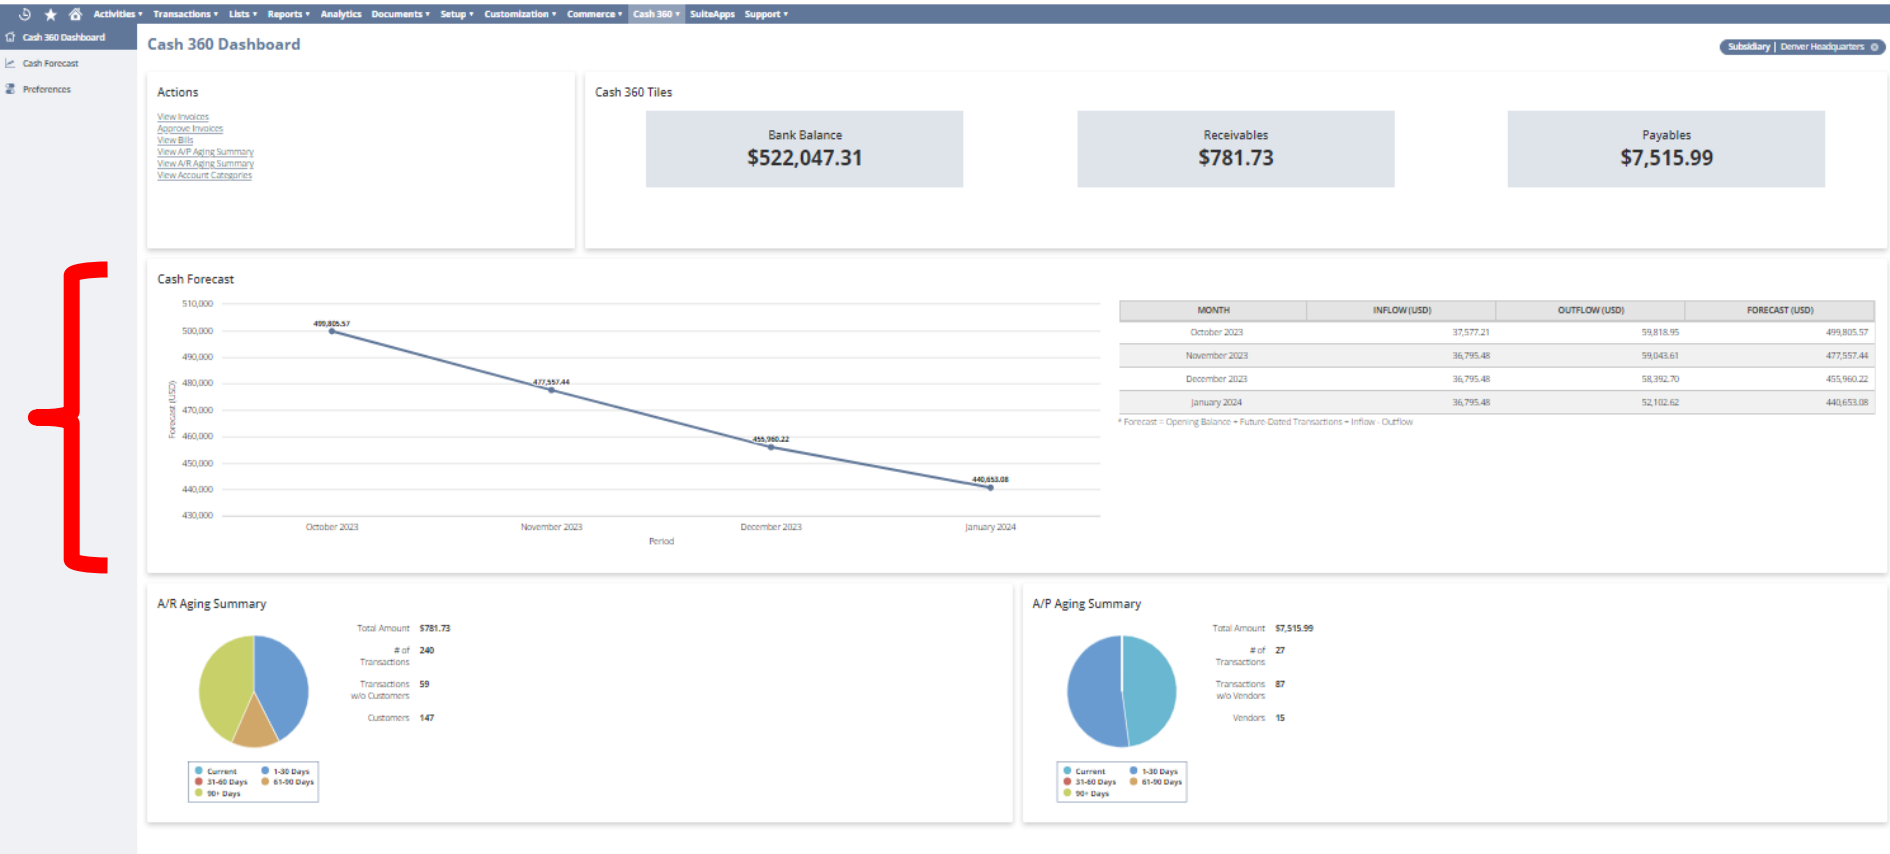 Activities Transactions Lists Reports Analytics Documents Setup Customization Commerce Cash 360 SuiteApps Support
Cash 360 Dashboard
Cash Forecast
Preferences
Cash 360 Dashboard
Subsidiary | Denver Headquarters
Actions
View Invoices
Approve Invoices
View Bills
View A/P Aging Summary
View A/R Aging Summary
View Account Categories
Cash 360 Tiles
Bank Balance
$522,047.31
Receivables
$781.73
Payables
$7,515.99
Cash Forecast
510,000
500,000
490,000
480,000
470,000
460,000
450,000
440,000
430,000
Forecast (USD)
499,805.57
477,557.44
455,960.22
440,653.08
October 2023 November 2023 December 2023 January 2024
Period
MONTH INFLOW (USD) OUTFLOW (USD) FORECAST (USD)
October 2023 37,577.21 59,818.95 499,805.57
November 2023 36,795.48 59,043.61 477,557.44
December 2023 36,795.48 58,392.70 455,960.22
January 2024 36,795.48 52,102.62 440,653.08
* Forecast = Opening Balance + Future-Dated Transactions + Inflow - Outflow
A/R Aging Summary
Total Amount $781.73
# of 240
Transactions
Transactions 59
w/o Customers
Customers 147
Current 1-30 Days
31-60 Days 61-90 Days
90+ Days
A/P Aging Summary
Total Amount $7,515.99
# of 27
Transactions
Transactions 87
w/o Vendors
Vendors 15
Current 1-30 Days
31-60 Days 61-90 Days
90+ Days